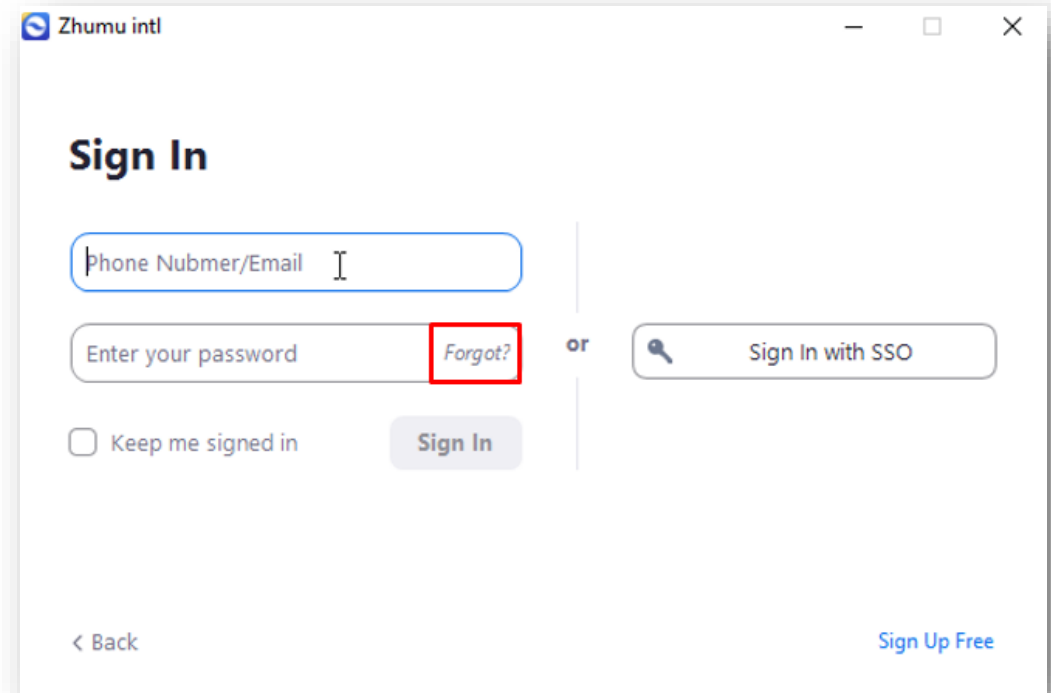 Zhumu intl
Sign In
Phone Nubmer/Email
Enter your password Forgot?
or
Sign In with SSO
Keep me signed in
Sign In
< Back
Sign Up Free